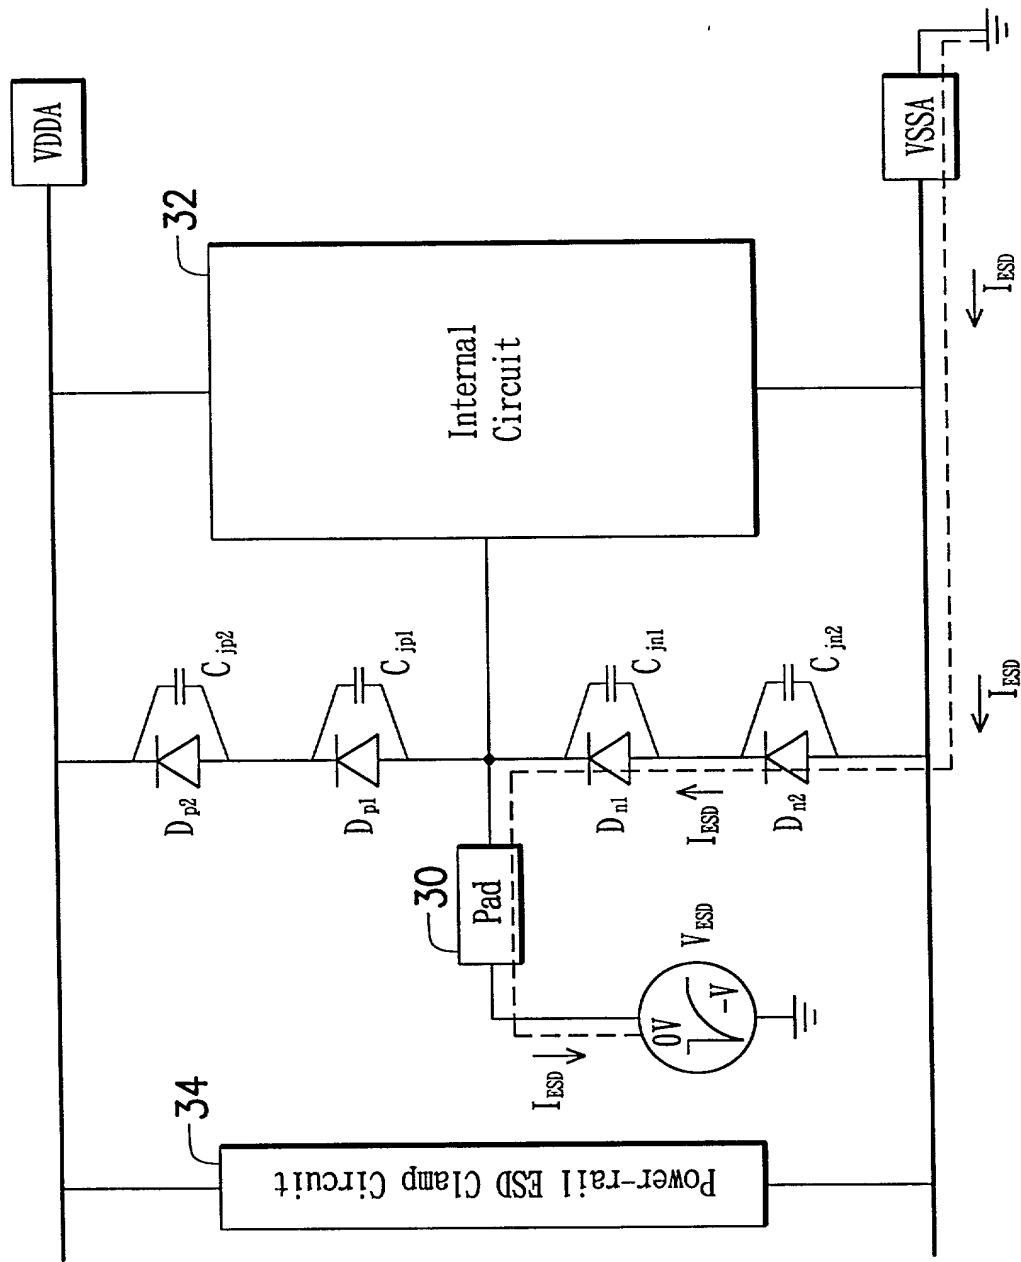 VDDA
32
Internal
Circuit
VSSA
I_ESD
C_jp2
C_jp1
C_jn1
C_jn2
I_ESD
D_p2
D_p1
D_n1
D_n2
I_ESD
30
Pad
V_ESD
0V
-V
I_ESD
34
Power-rail ESD Clamp Circuit